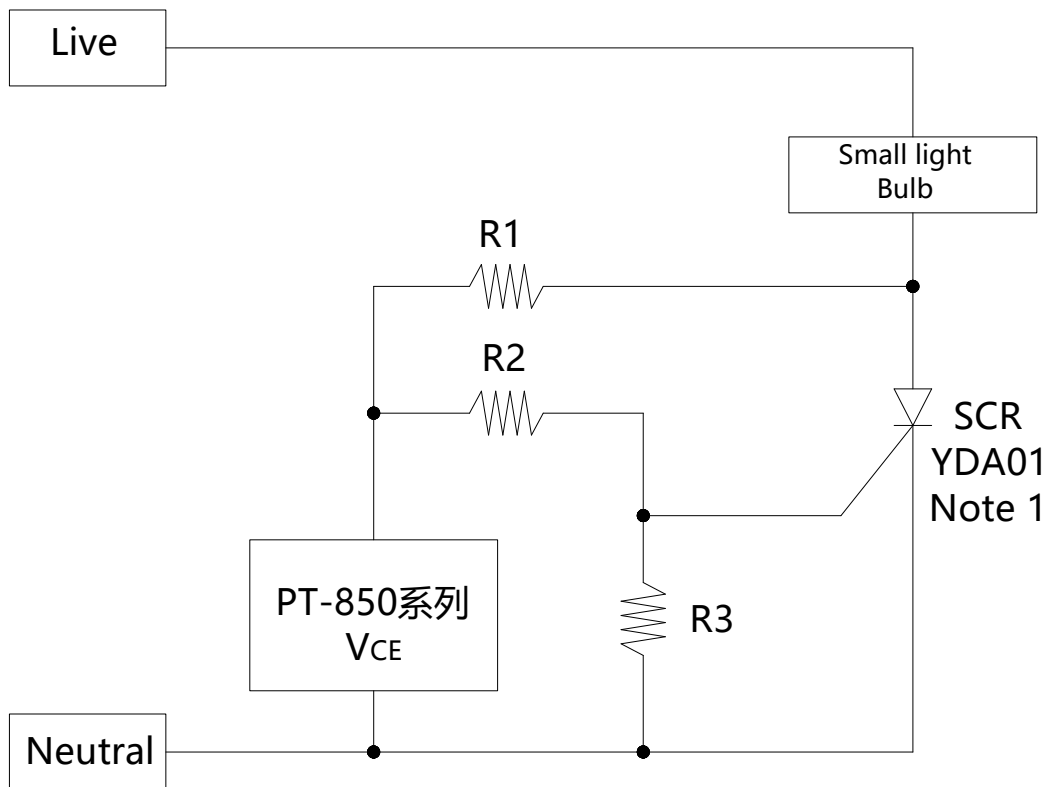 Live
Small light
Bulb
R1
R2
SCR
YDA01
Note 1
PT-850系列
VCE
R3
Neutral